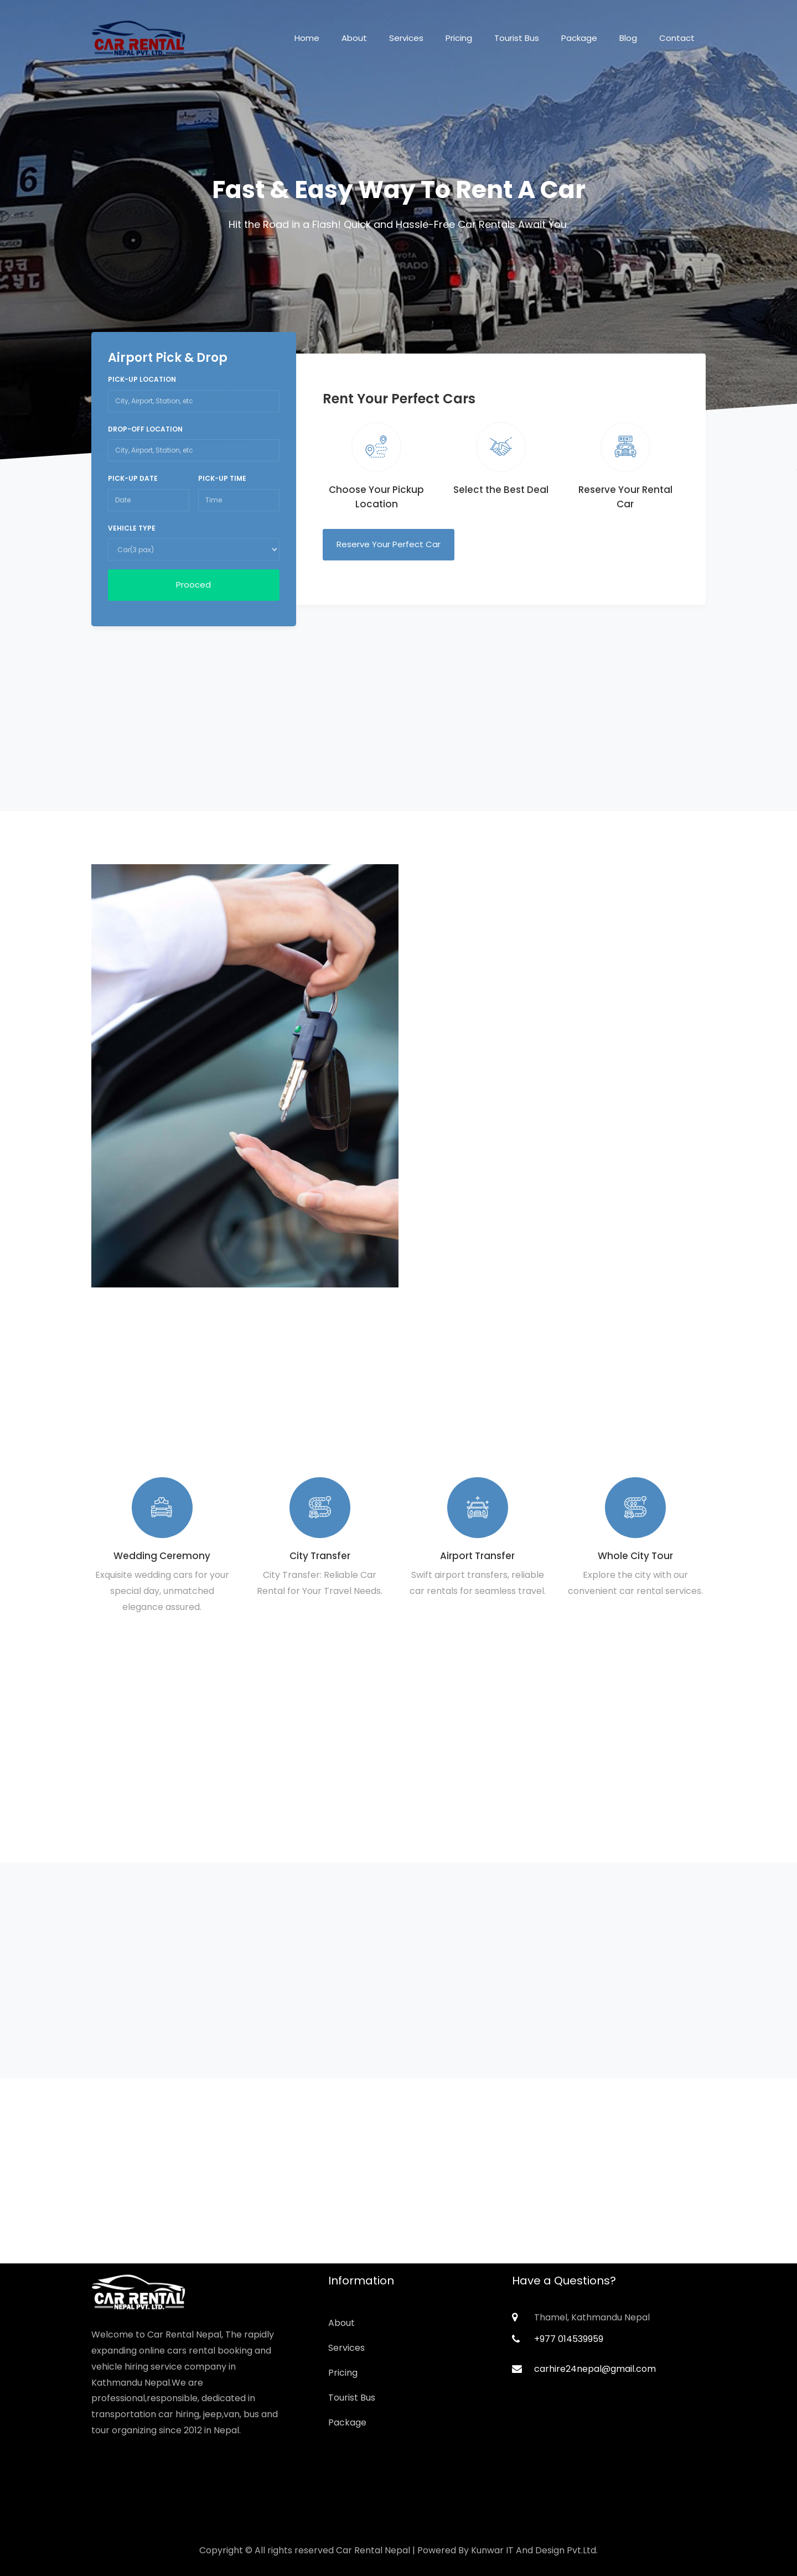 CAR RENTAL
NEPAL PVT. LTD.
Home
About
Services
Pricing
Tourist Bus
Package
Blog
Contact
6
TOYOTA
PRADO
Fast & Easy Way To Rent A Car
Hit the Road in a Flash! Quick and Hassle-Free Car Rentals Await You.
Airport Pick & Drop
PICK-UP LOCATION
City, Airport, Station, etc
DROP-OFF LOCATION
City, Airport, Station, etc
PICK-UP DATE
PICK-UP TIME
Date
Time
VEHICLE TYPE
Car(3 pax)
Prooced
Rent Your Perfect Cars
RENT
Choose Your Pickup
Location
Select the Best Deal
Reserve Your Rental
Car
Reserve Your Perfect Car
Wedding Ceremony
Exquisite wedding cars for your
special day, unmatched
elegance assured.
City Transfer
City Transfer: Reliable Car
Rental for Your Travel Needs.
Airport Transfer
Swift airport transfers, reliable
car rentals for seamless travel.
Whole City Tour
Explore the city with our
convenient car rental services.
CAR RENTAL
NEPAL PVT. LTD.
Welcome to Car Rental Nepal, The rapidly
expanding online cars rental booking and
vehicle hiring service company in
Kathmandu Nepal.We are
professional,responsible, dedicated in
transportation car hiring, jeep,van, bus and
tour organizing since 2012 in Nepal.
Information
About
Services
Pricing
Tourist Bus
Package
Have a Questions?
Thamel, Kathmandu Nepal
+977 014539959
carhire24nepal@gmail.com
Copyright © All rights reserved Car Rental Nepal | Powered By Kunwar IT And Design Pvt.Ltd.